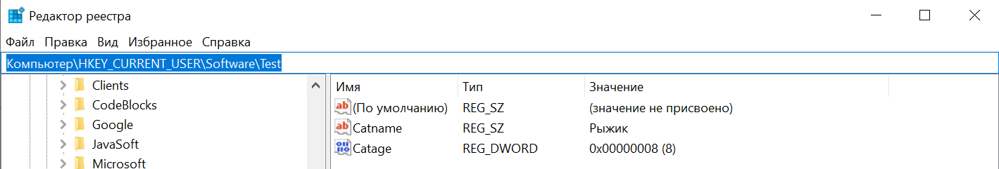 Редактор реестра
Файл Правка Вид Избранное Справка
Компьютер\HKEY_CURRENT_USER\Software\Test
Clients
CodeBlocks
Google
JavaSoft
Microsoft
Имя Тип Значение
(По умолчанию) REG_SZ (значение не присвоено)
Catname REG_SZ Рыжик
Catage REG_DWORD 0x00000008 (8)